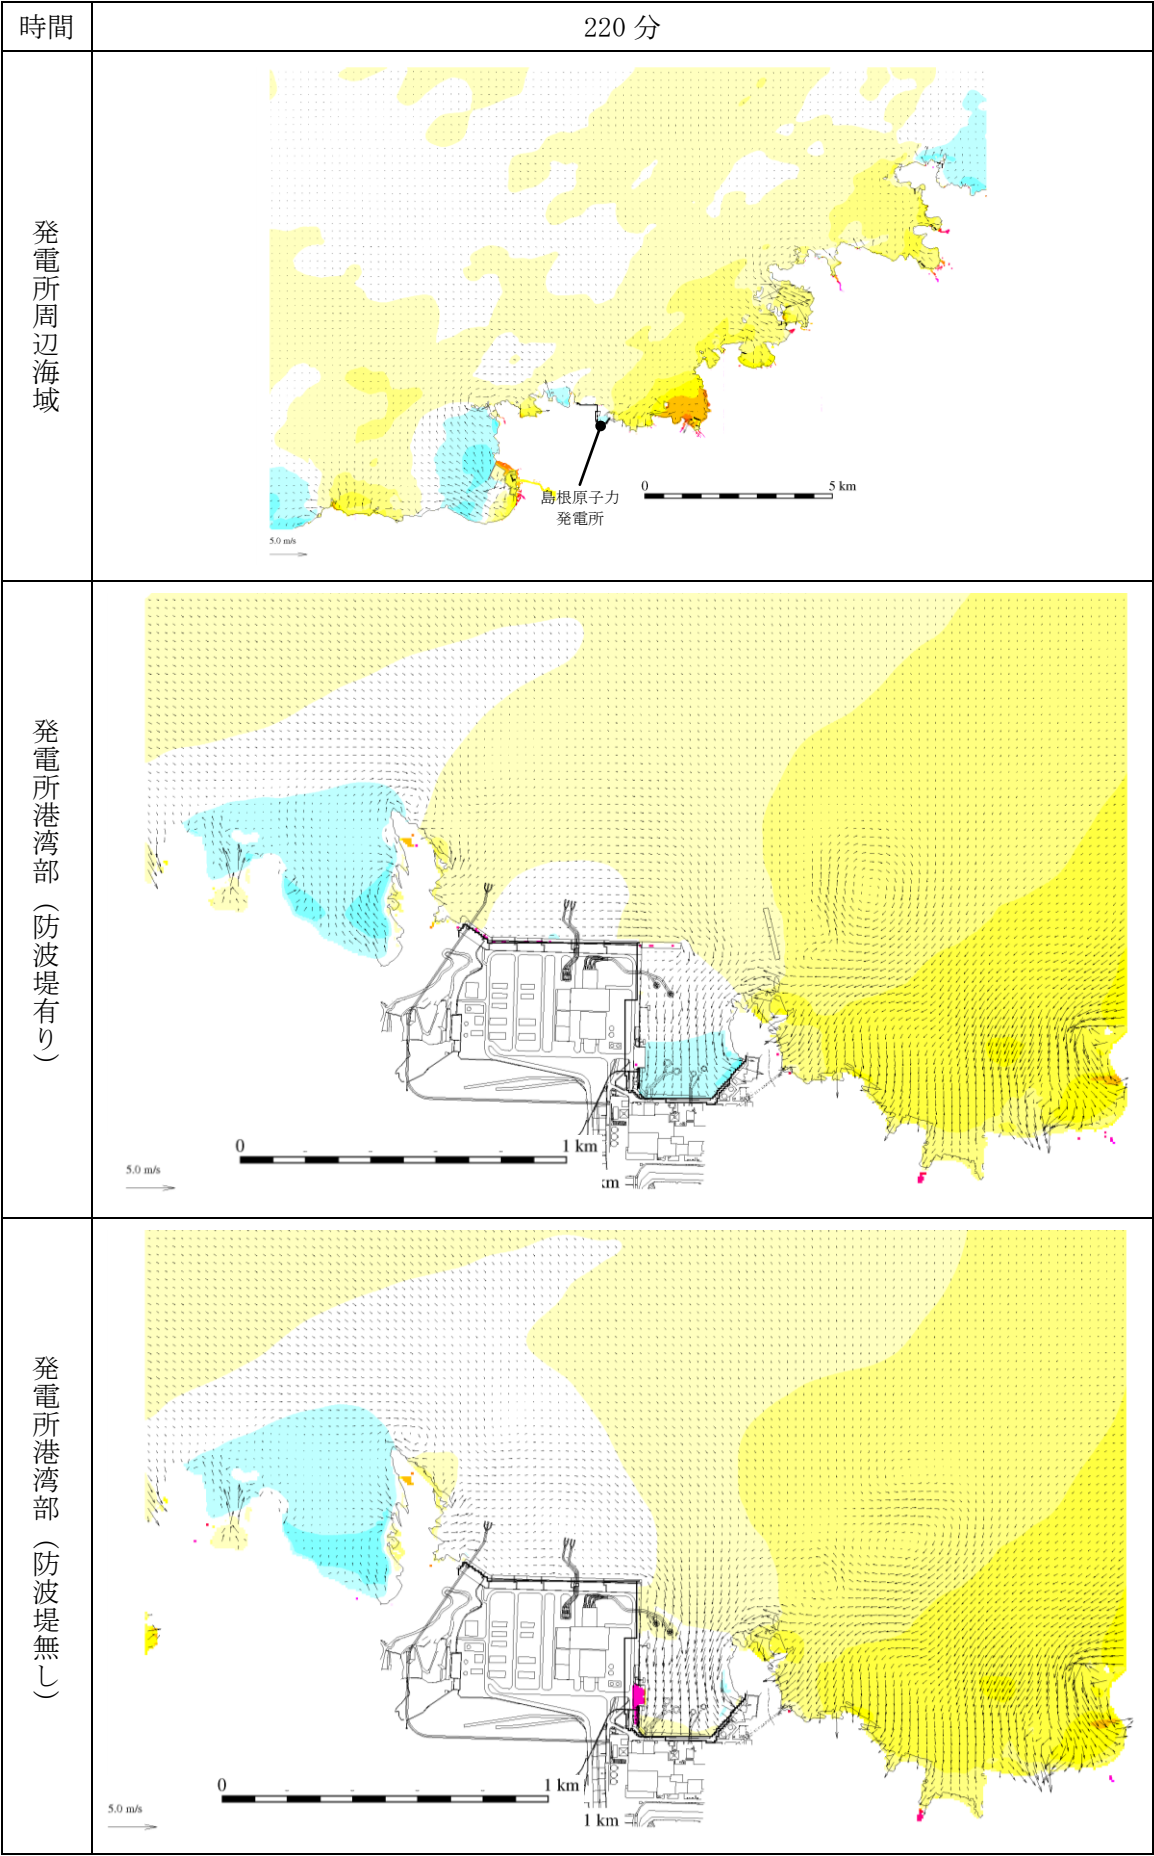 時間
220 分
発電所周辺海域
島根原子力
発電所
0
5 km
5.0 m/s
発電所港湾部（防波堤有り）
0
1 km
5.0 m/s
km
発電所港湾部（防波堤無し）
0
1 km
5.0 m/s
1 km